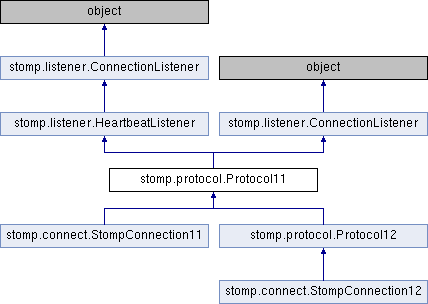 object
stomp.listener.ConnectionListener
object
stomp.listener.HeartbeatListener
stomp.listener.ConnectionListener
stomp.protocol.Protocol11
stomp.connect.StompConnection11
stomp.protocol.Protocol12
stomp.connect.StompConnection12